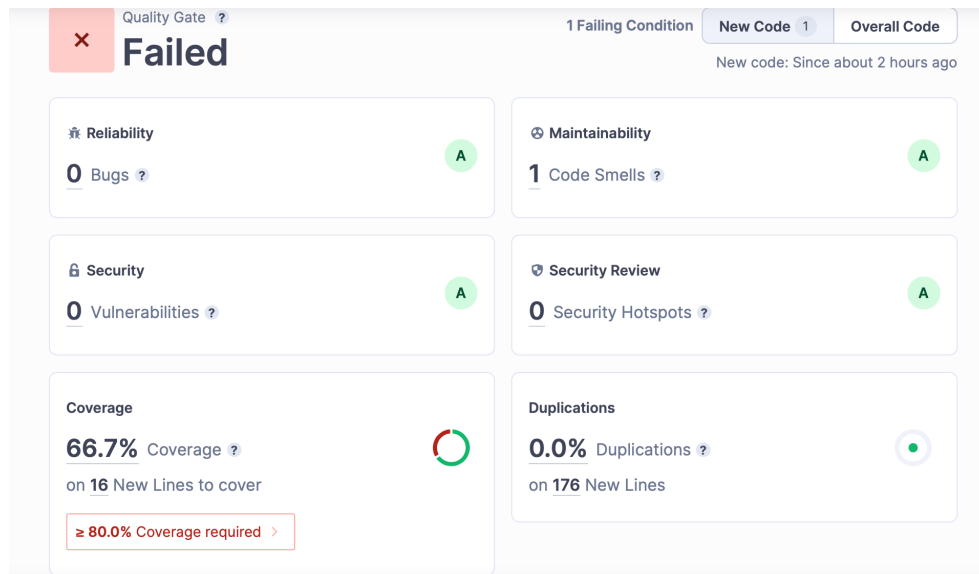 Quality Gate ?
Failed
1 Failing Condition
New Code 1
Overall Code
New code: Since about 2 hours ago
Reliability
0 Bugs ?
A
Maintainability
1 Code Smells ?
A
Security
0 Vulnerabilities ?
A
Security Review
0 Security Hotspots ?
A
Coverage
66.7% Coverage ?
on 16 New Lines to cover
≥ 80.0% Coverage required
Duplications
0.0% Duplications ?
on 176 New Lines